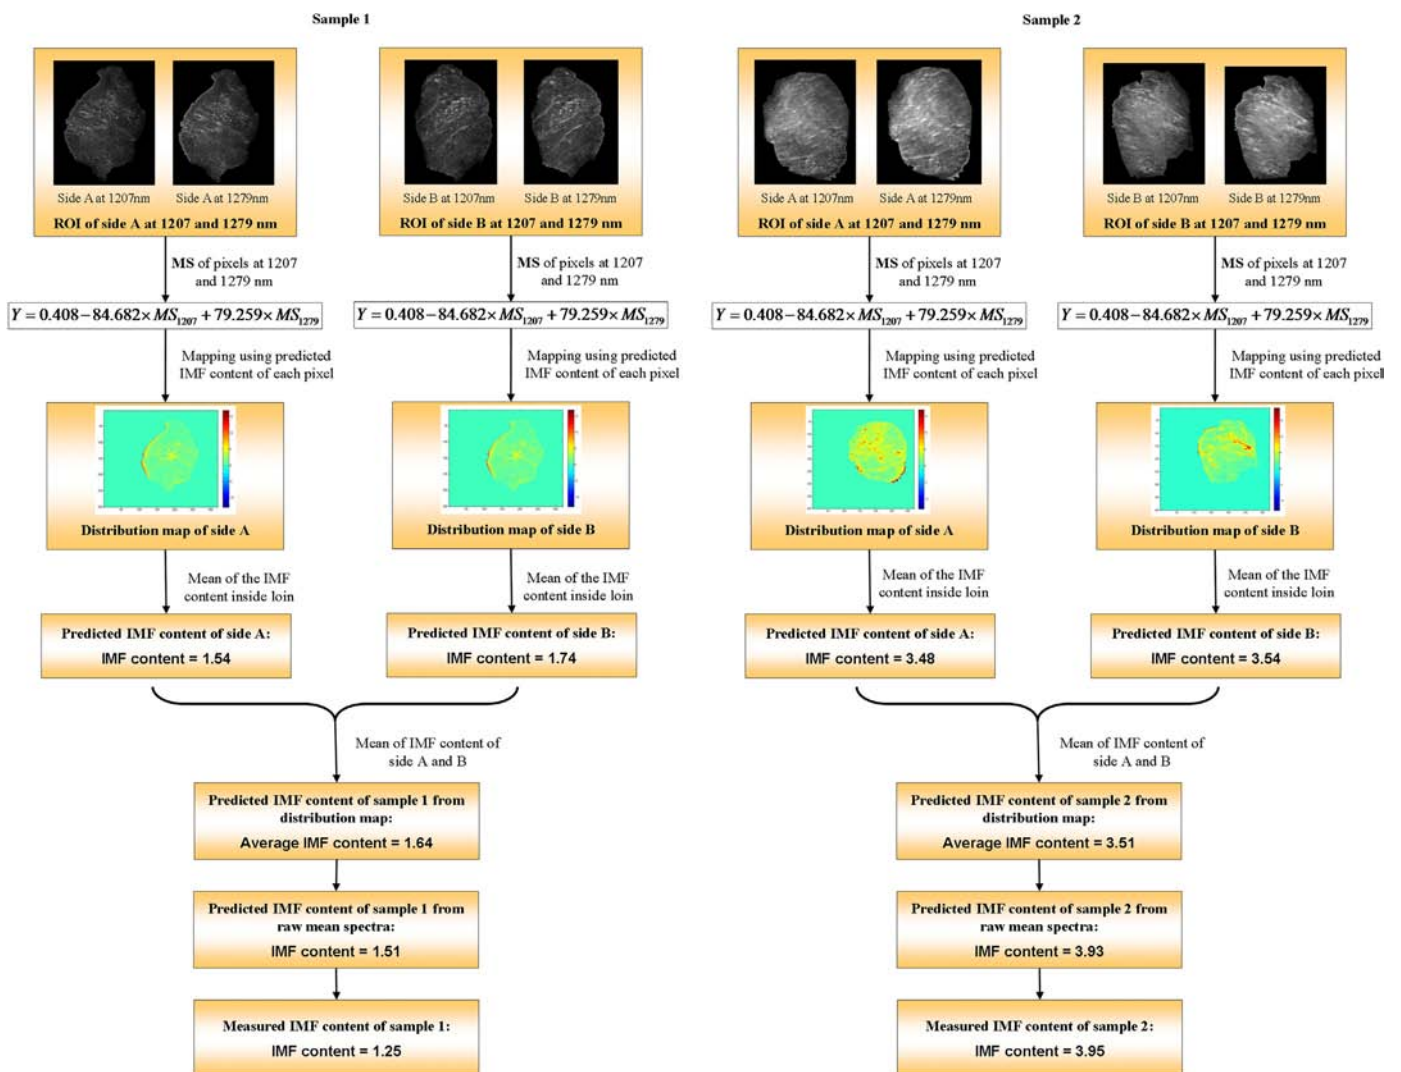 Sample 1
Side A at 1207nm
Side A at 1279nm
ROI of side A at 1207 and 1279 nm
MS of pixels at 1207
and 1279 nm
Y = 0.408−84.682× MS1207 + 79.259× MS1279
Mapping using predicted
IMF content of each pixel
Distribution map of side A
Mean of the IMF
content inside loin
Predicted IMF content of side A:
IMF content = 1.54
Side B at 1207nm
Side B at 1279nm
ROI of side B at 1207 and 1279 nm
MS of pixels at 1207
and 1279 nm
Y = 0.408−84.682× MS1207 + 79.259× MS1279
Mapping using predicted
IMF content of each pixel
Distribution map of side B
Mean of the IMF
content inside loin
Predicted IMF content of side B:
IMF content = 1.74
Mean of IMF content of
side A and B
Predicted IMF content of sample 1 from
distribution map:
Average IMF content = 1.64
Predicted IMF content of sample 1 from
raw mean spectra:
IMF content = 1.51
Measured IMF content of sample 1:
IMF content = 1.25
Sample 2
Side A at 1207nm
Side A at 1279nm
ROI of side A at 1207 and 1279 nm
MS of pixels at 1207
and 1279 nm
Y = 0.408−84.682× MS1207 + 79.259× MS1279
Mapping using predicted
IMF content of each pixel
Distribution map of side A
Mean of the IMF
content inside loin
Predicted IMF content of side A:
IMF content = 3.48
Side B at 1207nm
Side B at 1279nm
ROI of side B at 1207 and 1279 nm
MS of pixels at 1207
and 1279 nm
Y = 0.408−84.682× MS1207 + 79.259× MS1279
Mapping using predicted
IMF content of each pixel
Distribution map of side B
Mean of the IMF
content inside loin
Predicted IMF content of side B:
IMF content = 3.54
Mean of IMF content of
side A and B
Predicted IMF content of sample 2 from
distribution map:
Average IMF content = 3.51
Predicted IMF content of sample 2 from
raw mean spectra:
IMF content = 3.93
Measured IMF content of sample 2:
IMF content = 3.95